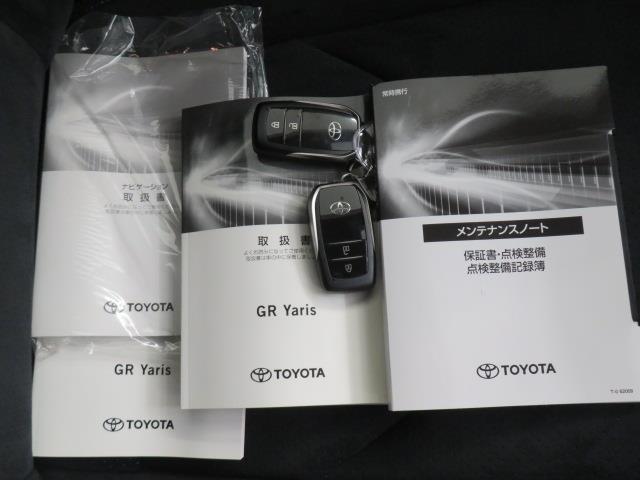 ナビゲーション
取扱書
TOYOTA
GR Yaris
TOYOTA
取扱書
GR Yaris
TOYOTA
TOYOTA
常時携行
メンテナンスノート
保証書・点検整備
点検整備記録簿
TOYOTA